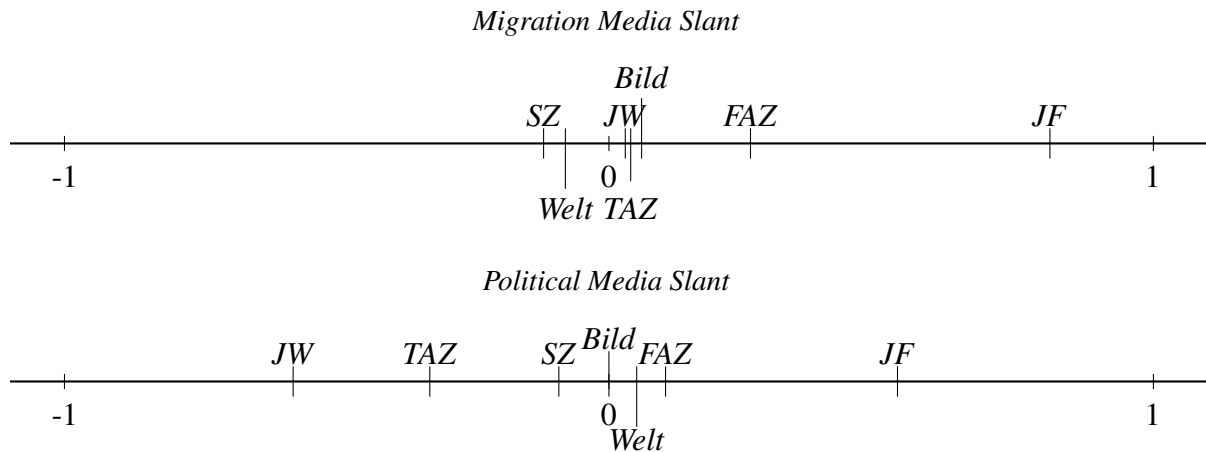 Migration Media Slant
Bild
SZ JW FAZ JF
-1 0 1
Welt TAZ
Political Media Slant
Bild
JW TAZ SZ FAZ JF
-1 0 1
Welt